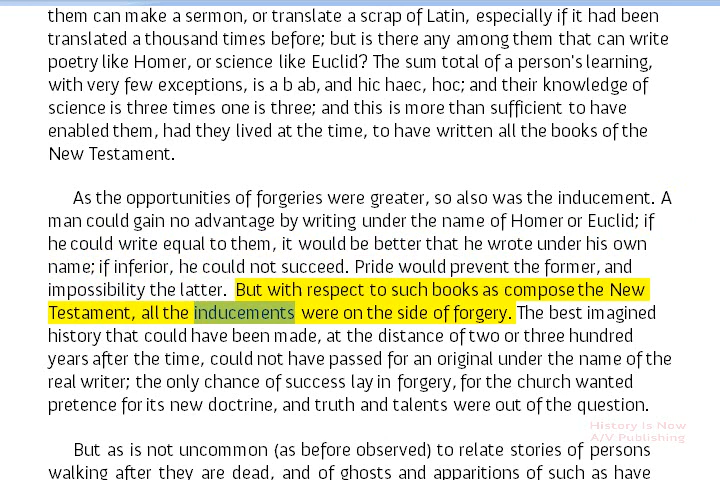 them can make a sermon, or translate a scrap of Latin, especially if it had been
translated a thousand times before; but is there any among them that can write
poetry like Homer, or science like Euclid? The sum total of a person's learning,
with very few exceptions, is a b ab, and hic haec, hoc; and their knowledge of
science is three times one is three; and this is more than sufficient to have
enabled them, had they lived at the time, to have written all the books of the
New Testament.
As the opportunities of forgeries were greater, so also was the inducement. A
man could gain no advantage by writing under the name of Homer or Euclid; if
he could write equal to them, it would be better that he wrote under his own
name; if inferior, he could not succeed. Pride would prevent the former, and
impossibility the latter. But with respect to such books as compose the New
Testament, all the inducements were on the side of forgery. The best imagined
history that could have been made, at the distance of two or three hundred
years after the time, could not have passed for an original under the name of the
real writer; the only chance of success lay in forgery, for the church wanted
pretence for its new doctrine, and truth and talents were out of the question.
History Is Now
A/V Publishing
But as is not uncommon (as before observed) to relate stories of persons
walking after they are dead, and of ghosts and apparitions of such as have